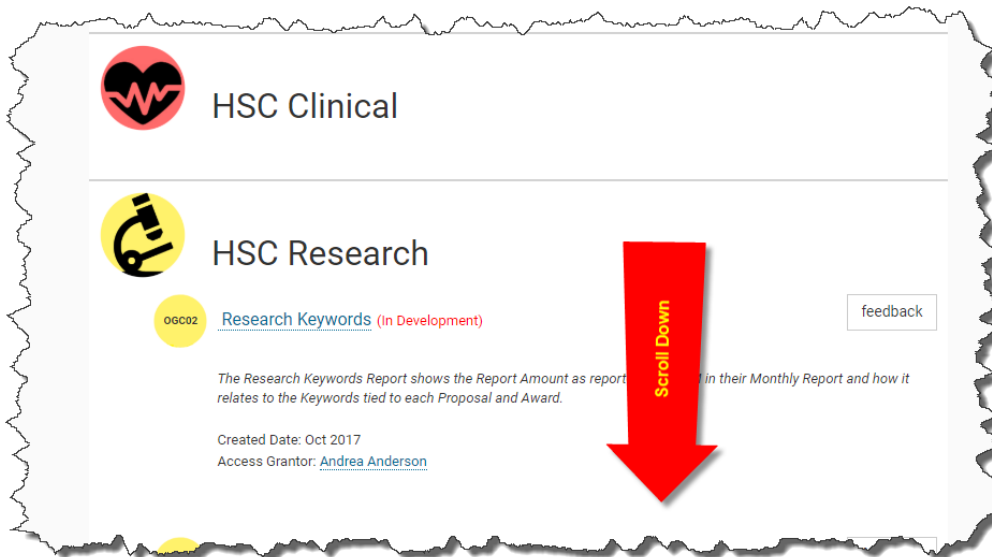 HSC Clinical
HSC Research
OGC02
Research Keywords (In Development)
feedback
The Research Keywords Report shows the Report Amount as report in their Monthly Report and how it
relates to the Keywords tied to each Proposal and Award.
Created Date: Oct 2017
Access Grantor: Andrea Anderson
Scroll Down